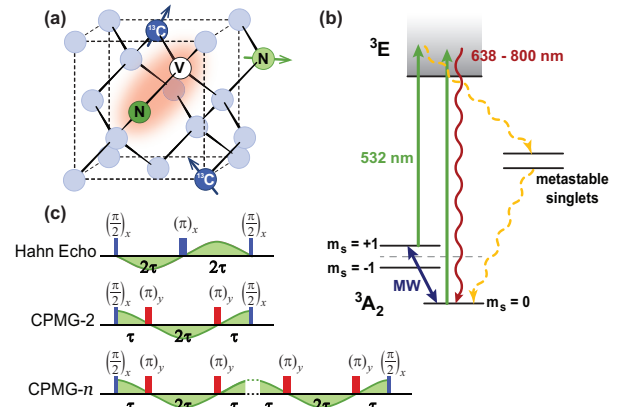 (a)
¹³C
V
N
N
¹³C
(b)
³E
638 - 800 nm
532 nm
metastable
singlets
mₛ = +1
mₛ = -1
MW
³A₂
mₛ = 0
(c)
Hahn Echo
(π/2)ₓ
(π)ₓ
(π/2)ₓ
2τ
2τ
CPMG-2
(π/2)ₓ
(π)ᵧ
(π)ᵧ
(π/2)ₓ
τ
2τ
τ
CPMG-n
(π/2)ₓ
(π)ᵧ
(π)ᵧ
(π)ᵧ
(π)ᵧ
(π/2)ₓ
τ
2τ
τ
τ
2τ
τ